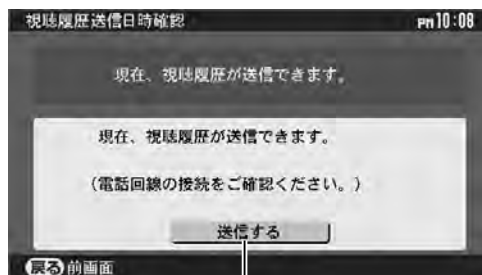 視聴履歴送信日時確認
PM10:08
現在、視聴履歴が送信できます。
現在、視聴履歴が送信できます。
（電話回線の接続をご確認ください。）
送信する
戻る 前画面